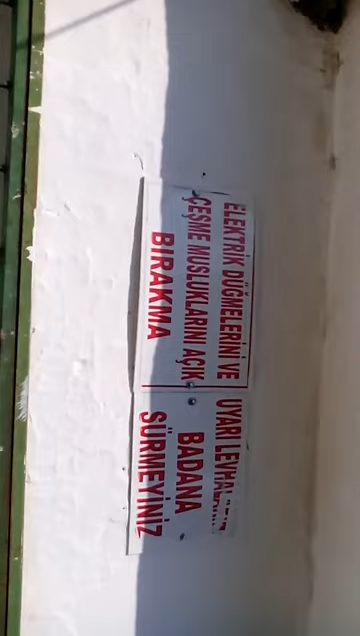 ELEKTRİK DÜĞMELERİNİ VE
ÇEŞME MUSLUKLARINI AÇIK
BIRAKMA
UYARI
BADANA
SÜRMEYİNİZ